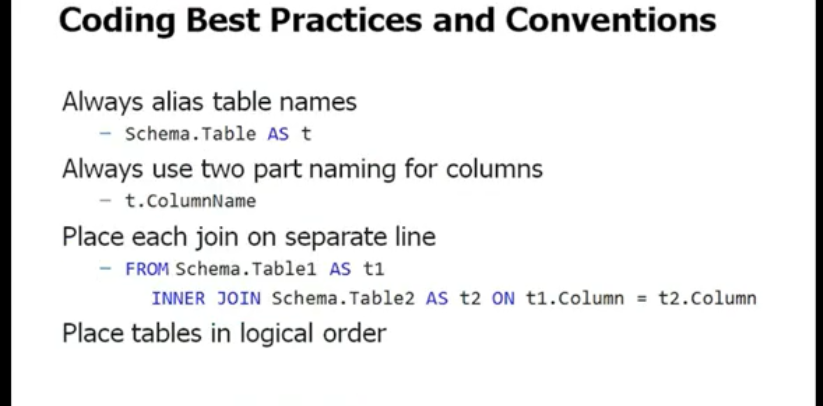 Coding Best Practices and Conventions
Always alias table names
– Schema.Table AS t
Always use two part naming for columns
– t.ColumnName
Place each join on separate line
– FROM Schema.Table1 AS t1
INNER JOIN Schema.Table2 AS t2 ON t1.Column = t2.Column
Place tables in logical order